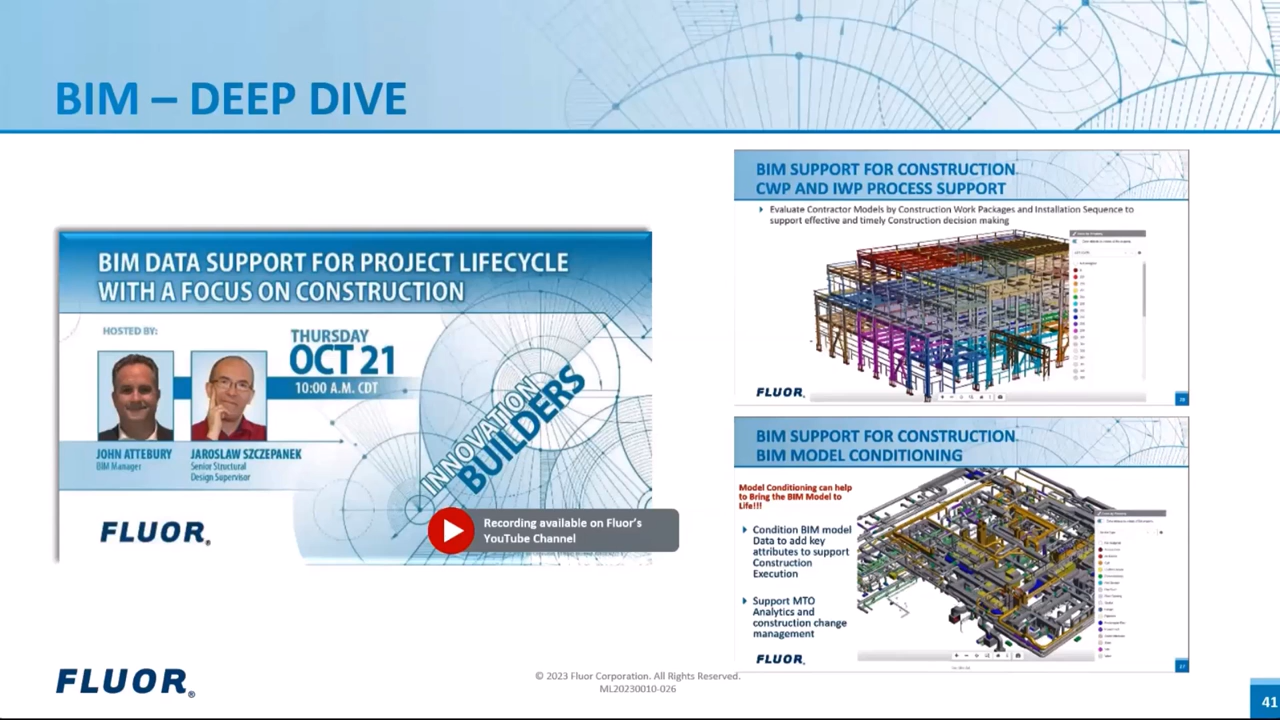 BIM – DEEP DIVE
BIM DATA SUPPORT FOR PROJECT LIFECYCLE
WITH A FOCUS ON CONSTRUCTION
HOSTED BY:
THURSDAY
OCT 21
10:00 A.M. CDT
JOHN ATTEBURY
BIM Manager
JAROSLAW SZCZEPANEK
Senior Structural
Design Supervisor
INNOVATION
BUILDERS
FLUOR®
Recording available on Fluor's
YouTube Channel
BIM SUPPORT FOR CONSTRUCTION
CWP AND IWP PROCESS SUPPORT
Evaluate Contractor Models by Construction Work Packages and Installation Sequence to
support effective and timely Construction decision making
FLUOR®
BIM SUPPORT FOR CONSTRUCTION
BIM MODEL CONDITIONING
Model Conditioning can help
to Bring the BIM Model to
Life!!!
Condition BIM model
Data to add key
attributes to support
Construction
Execution
Support MTO
Analytics and
construction change
management
FLUOR®
FLUOR®
© 2023 Fluor Corporation. All Rights Reserved.
ML20230010-026
41